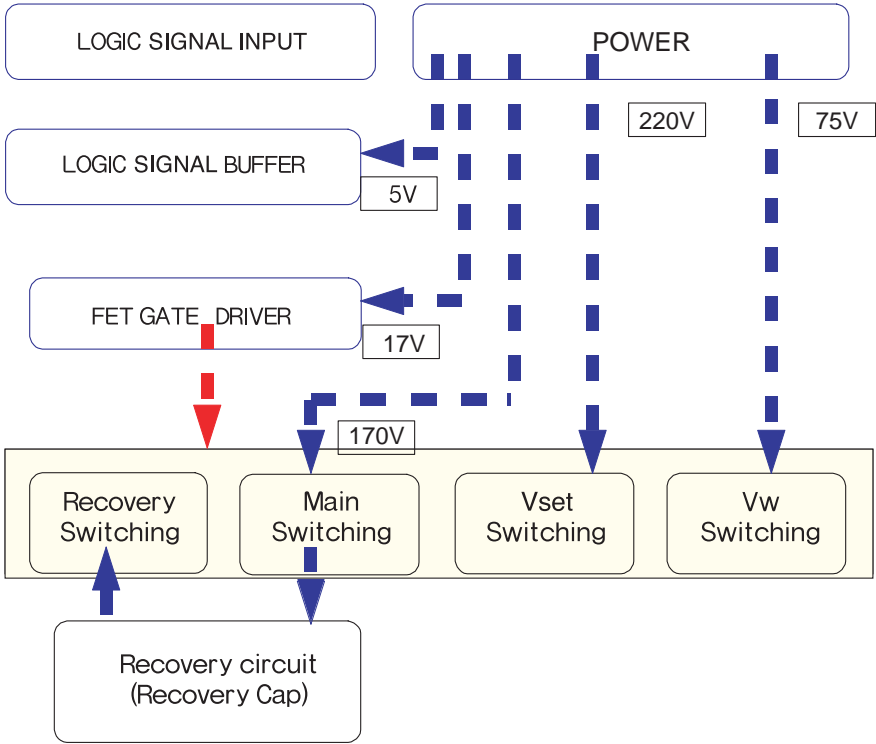 LOGIC SIGNAL INPUT
POWER
220V
75V
LOGIC SIGNAL BUFFER
5V
FET GATE DRIVER
17V
170V
Recovery
Switching
Main
Switching
Vset
Switching
Vw
Switching
Recovery circuit
(Recovery Cap)